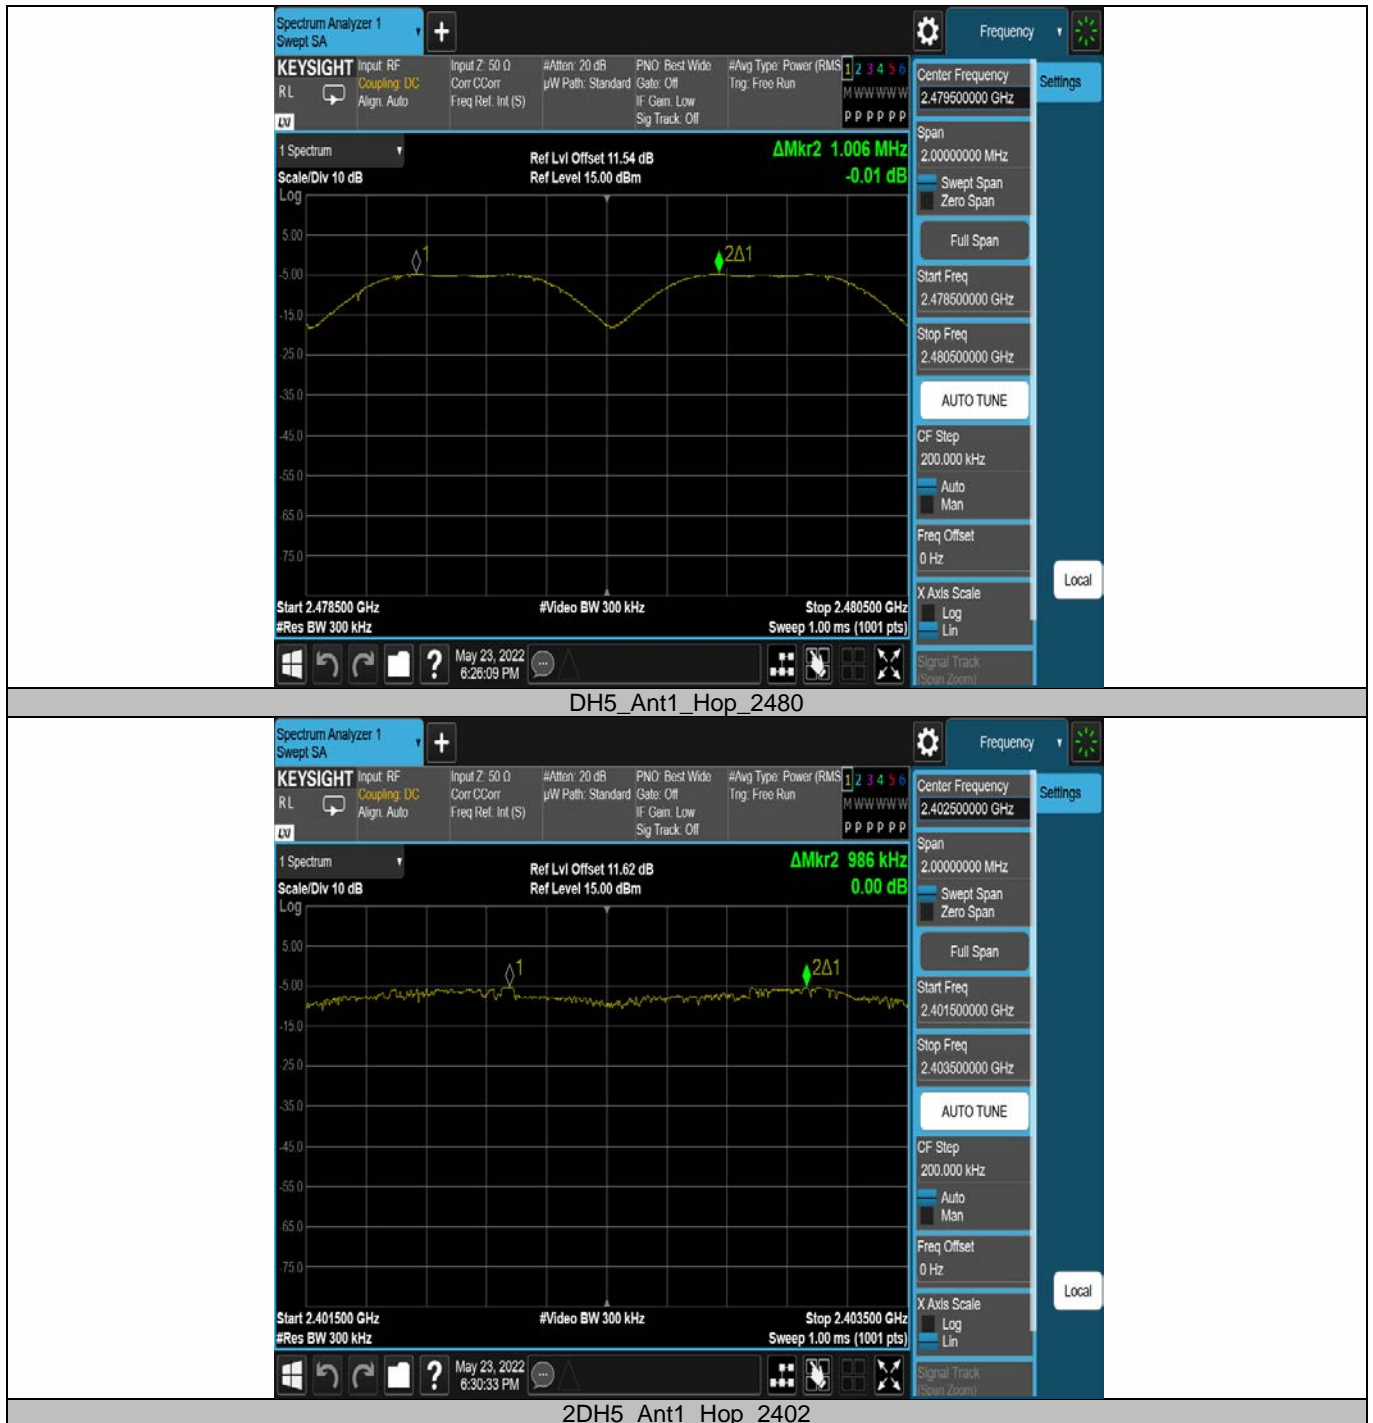 Spectrum Analyzer 1
Swept SA
Frequency
KEYSIGHT
RL
LXI
Input: RF
Coupling: DC
Align: Auto
Input Z: 50 Ω
Corr CCorr
Freq Ref: Int (S)
#Atten: 20 dB
µW Path: Standard
PNO: Best Wide
Gate: Off
IF Gain: Low
Sig Track: Off
#Avg Type: Power (RMS
Trig: Free Run
1 2 3 4 5 6
M W W W W W
P P P P P P
Center Frequency
2.479500000 GHz
Settings
1 Spectrum
Scale/Div 10 dB
Log
Ref Lvl Offset 11.54 dB
Ref Level 15.00 dBm
ΔMkr2 1.006 MHz
-0.01 dB
Span
2.00000000 MHz
Swept Span
Zero Span
Full Span
Start Freq
2.478500000 GHz
Stop Freq
2.480500000 GHz
AUTO TUNE
CF Step
200.000 kHz
Auto
Man
Freq Offset
0 Hz
X Axis Scale
Log
Lin
Signal Track
(Span Zoom)
Local
5.00
-5.00
-15.0
-25.0
-35.0
-45.0
-55.0
-65.0
-75.0
1
2Δ1
Start 2.478500 GHz
#Res BW 300 kHz
#Video BW 300 kHz
Stop 2.480500 GHz
Sweep 1.00 ms (1001 pts)
?
May 23, 2022
6:26:09 PM
DH5_Ant1_Hop_2480
Spectrum Analyzer 1
Swept SA
Frequency
KEYSIGHT
RL
LXI
Input: RF
Coupling: DC
Align: Auto
Input Z: 50 Ω
Corr CCorr
Freq Ref: Int (S)
#Atten: 20 dB
µW Path: Standard
PNO: Best Wide
Gate: Off
IF Gain: Low
Sig Track: Off
#Avg Type: Power (RMS
Trig: Free Run
1 2 3 4 5 6
M W W W W W
P P P P P P
Center Frequency
2.402500000 GHz
Settings
1 Spectrum
Scale/Div 10 dB
Log
Ref Lvl Offset 11.62 dB
Ref Level 15.00 dBm
ΔMkr2 986 kHz
0.00 dB
Span
2.00000000 MHz
Swept Span
Zero Span
Full Span
Start Freq
2.401500000 GHz
Stop Freq
2.403500000 GHz
AUTO TUNE
CF Step
200.000 kHz
Auto
Man
Freq Offset
0 Hz
X Axis Scale
Log
Lin
Signal Track
(Span Zoom)
Local
5.00
-5.00
-15.0
-25.0
-35.0
-45.0
-55.0
-65.0
-75.0
1
2Δ1
Start 2.401500 GHz
#Res BW 300 kHz
#Video BW 300 kHz
Stop 2.403500 GHz
Sweep 1.00 ms (1001 pts)
?
May 23, 2022
6:30:33 PM
2DH5_Ant1_Hop_2402